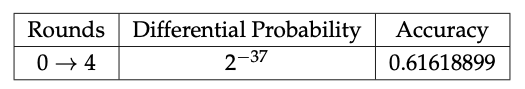 Rounds Differential Probability Accuracy
0 → 4 2⁻³⁷ 0.61618899